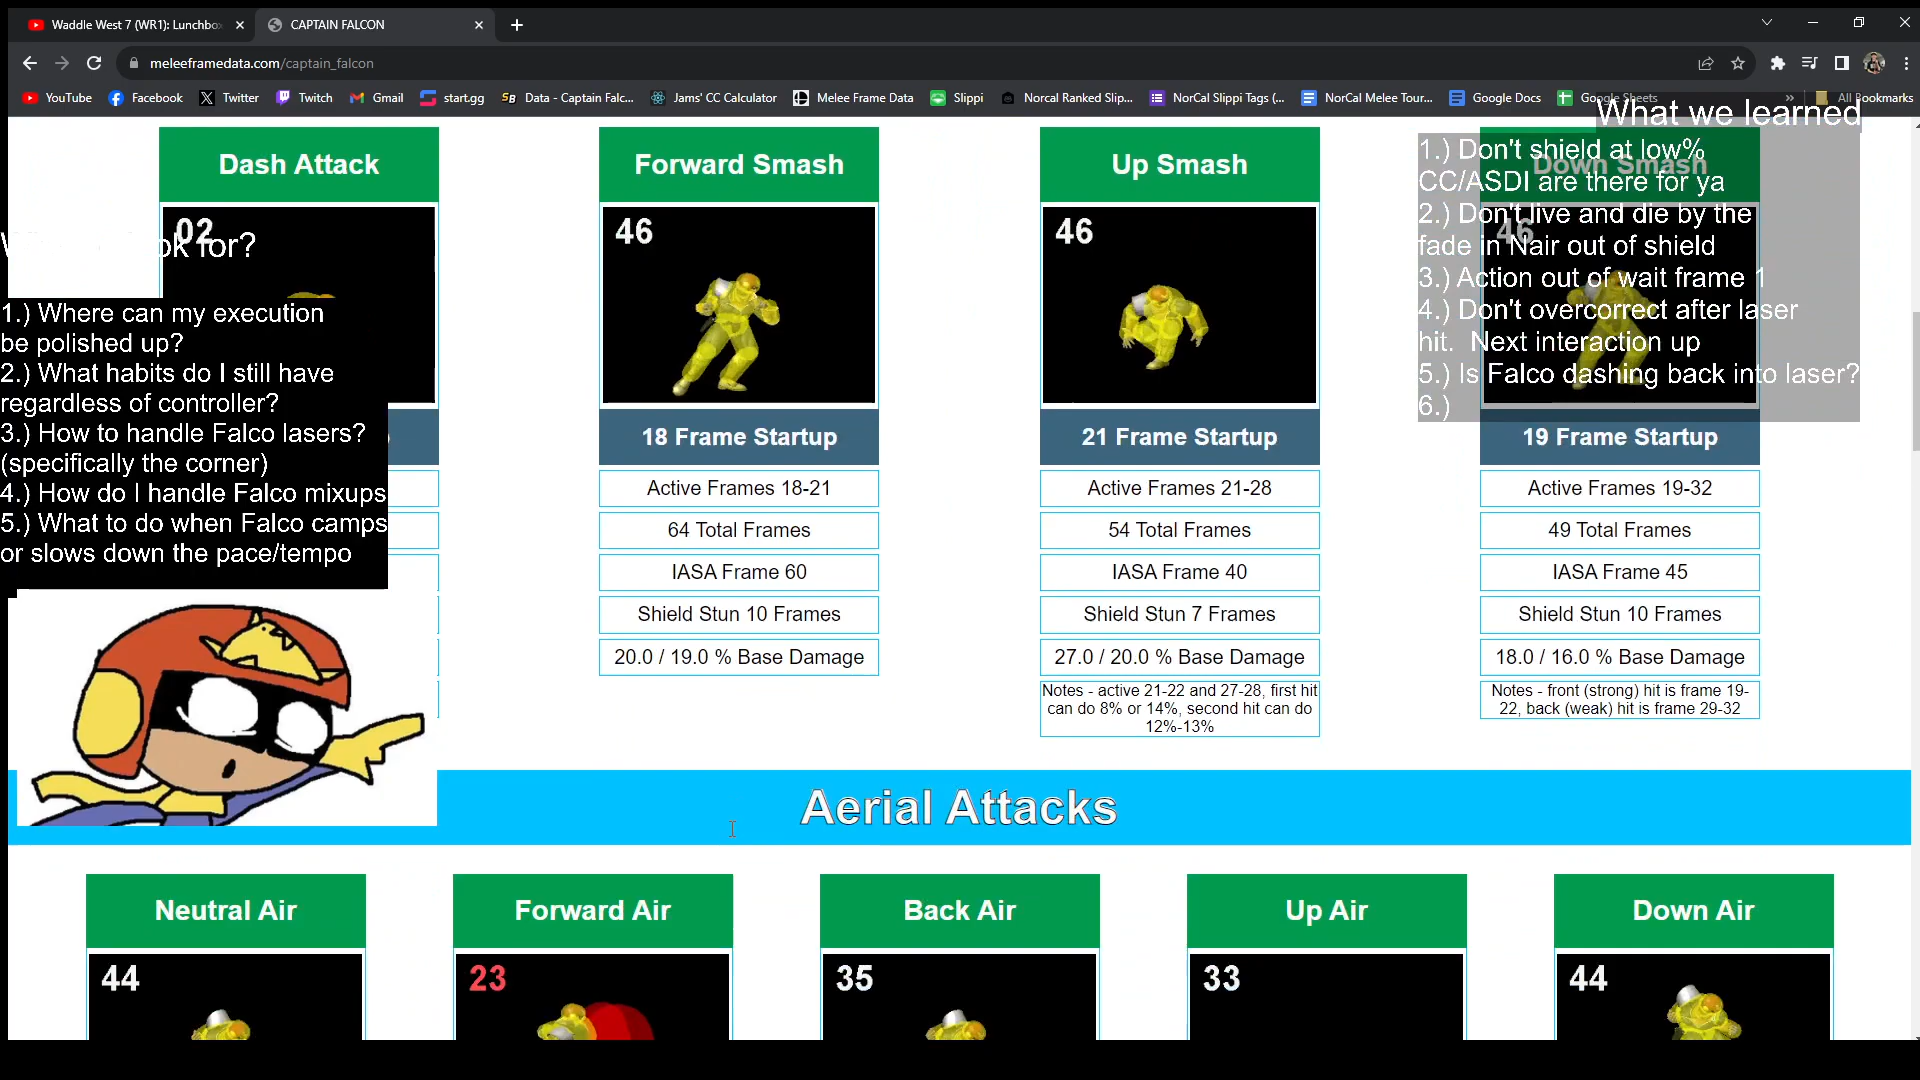 Waddle West 7 (WR1): Lunchbo
CAPTAIN FALCON
meleeframedata.com/captain_falcon
YouTube
Facebook
Twitter
Twitch
Gmail
start.gg
Data - Captain Falc...
Jams' CC Calculator
Melee Frame Data
Slippi
Norcal Ranked Slip...
NorCal Slippi Tags (...
NorCal Melee Tour...
Google Docs
Google Sheets
»
All Bookmarks
What we learned
1.) Don't shield at low%
CC/ASDI are there for ya
2.) Don't live and die by the
fade in Nair out of shield
3.) Action out of wait frame 1
4.) Don't overcorrect after laser
hit. Next interaction up
5.) Is Falco dashing back into laser?
6.)
ok for?
1.) Where can my execution
be polished up?
2.) What habits do I still have
regardless of controller?
3.) How to handle Falco lasers?
(specifically the corner)
4.) How do I handle Falco mixups
5.) What to do when Falco camps
or slows down the pace/tempo
Dash Attack
02
Forward Smash
46
18 Frame Startup
Active Frames 18-21
64 Total Frames
IASA Frame 60
Shield Stun 10 Frames
20.0 / 19.0 % Base Damage
Up Smash
46
21 Frame Startup
Active Frames 21-28
54 Total Frames
IASA Frame 40
Shield Stun 7 Frames
27.0 / 20.0 % Base Damage
Notes - active 21-22 and 27-28, first hit
can do 8% or 14%, second hit can do
12%-13%
Down Smash
46
19 Frame Startup
Active Frames 19-32
49 Total Frames
IASA Frame 45
Shield Stun 10 Frames
18.0 / 16.0 % Base Damage
Notes - front (strong) hit is frame 19-
22, back (weak) hit is frame 29-32
Aerial Attacks
Neutral Air
44
Forward Air
23
Back Air
35
Up Air
33
Down Air
44